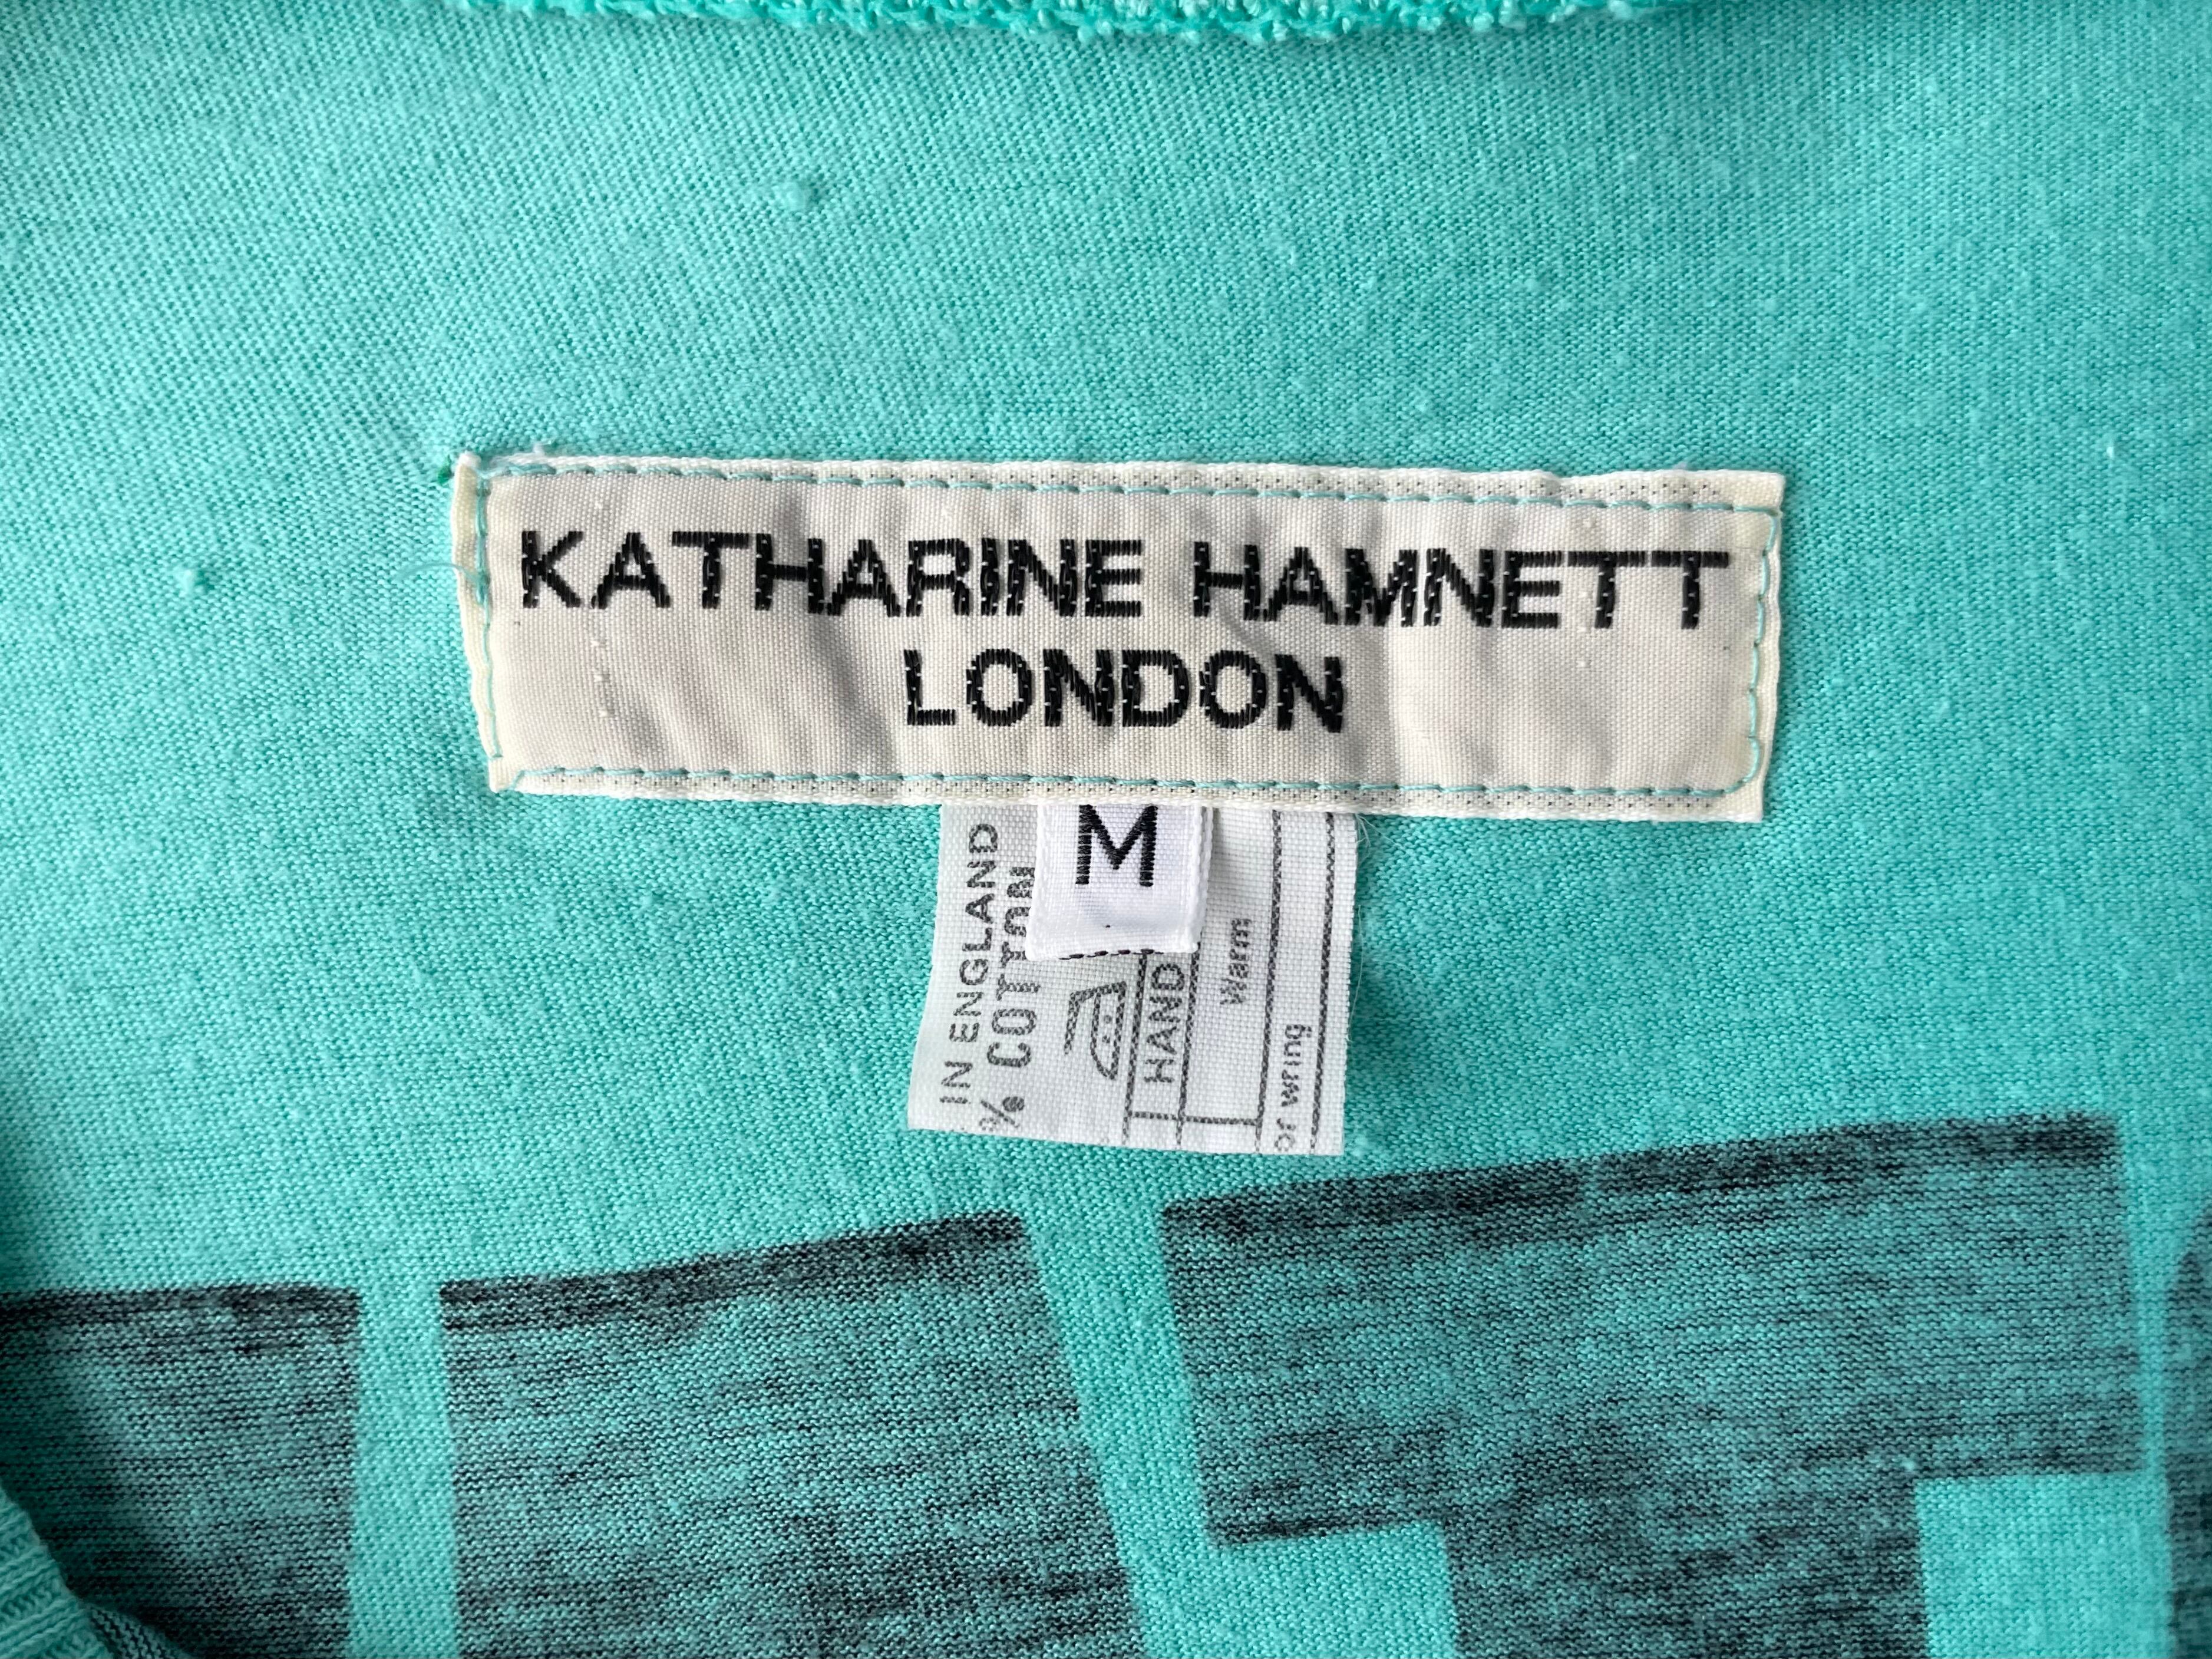 KATHARINE HAMNETT
LONDON
M
IN ENGLAND
% COTTON
HAND
Warm
or wring